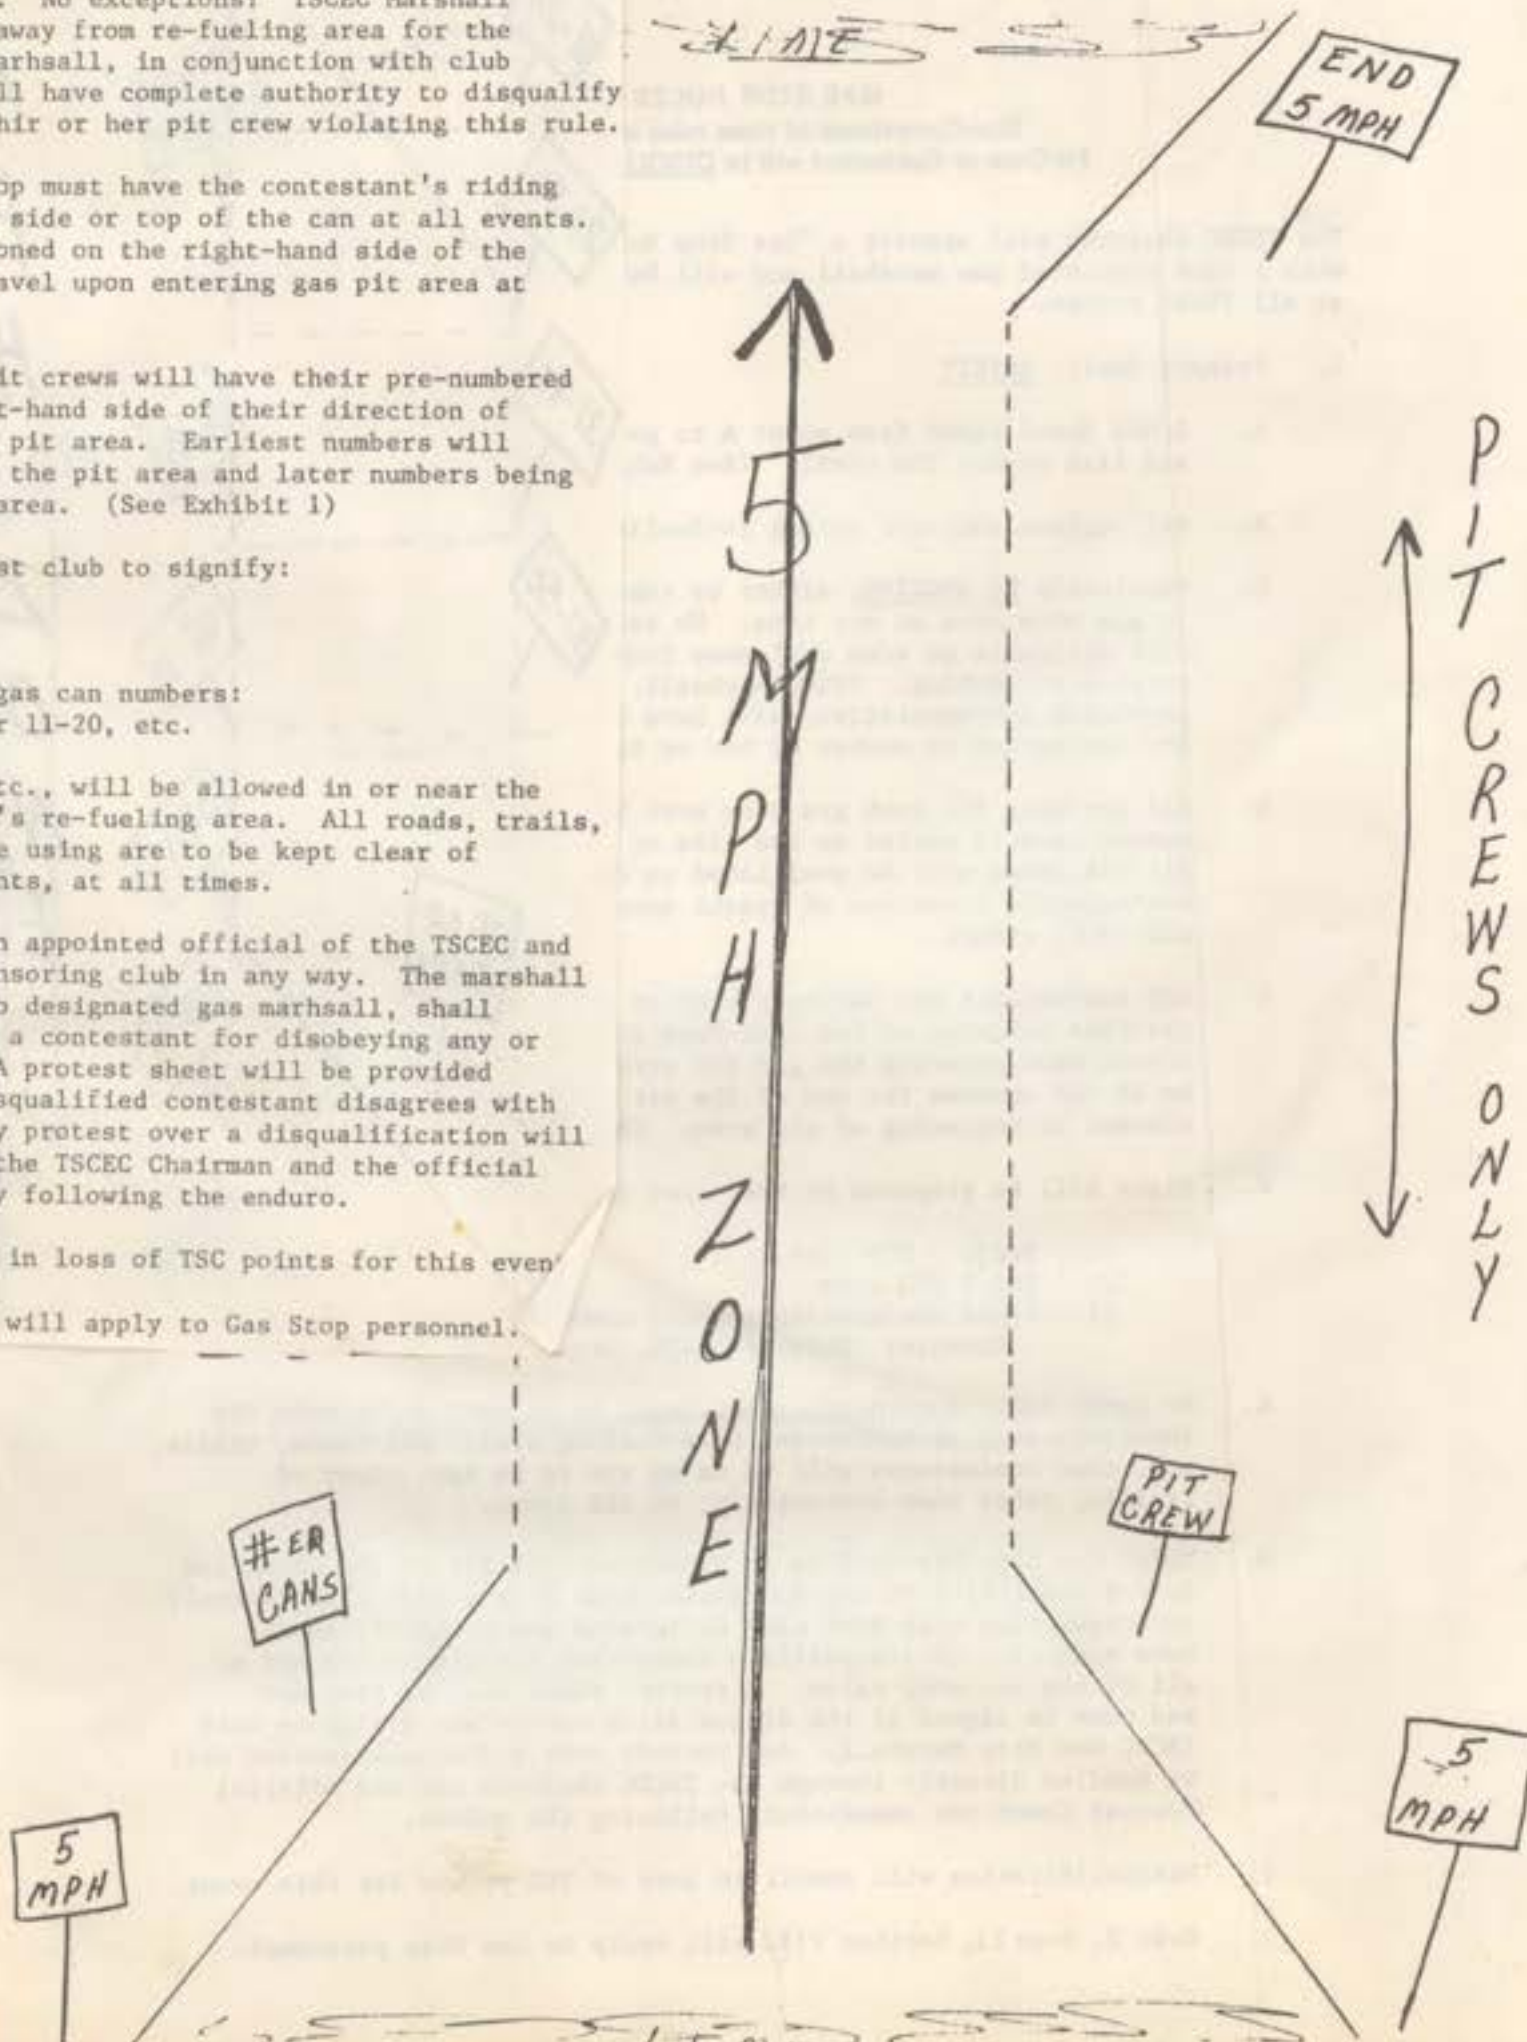 No exceptions! TSCEC Marshall
away from re-fueling area for the
arhsall, in conjunction with club
ll have complete authority to disqualify
hir or her pit crew violating this rule.
op must have the contestant's riding
side or top of the can at all events.
oned on the right-hand side of the
avel upon entering gas pit area at
it crews will have their pre-numbered
t-hand side of their direction of
pit area. Earliest numbers will
the pit area and later numbers being
area. (See Exhibit 1)
st club to signify:
gas can numbers:
r 11-20, etc.
tc., will be allowed in or near the
's re-fueling area. All roads, trails,
e using are to be kept clear of
nts, at all times.
n appointed official of the TSCEC and
nsoring club in any way. The marshall
o designated gas marhsall, shall
a contestant for disobeying any or
A protest sheet will be provided
squalified contestant disagrees with
y protest over a disqualification will
the TSCEC Chairman and the official
y following the enduro.
in loss of TSC points for this even
will apply to Gas Stop personnel.
LIME
END
5 MPH
5 MPH ZONE
PIT CREWS ONLY
#ER
CANS
PIT
CREW
5
MPH
5
MPH